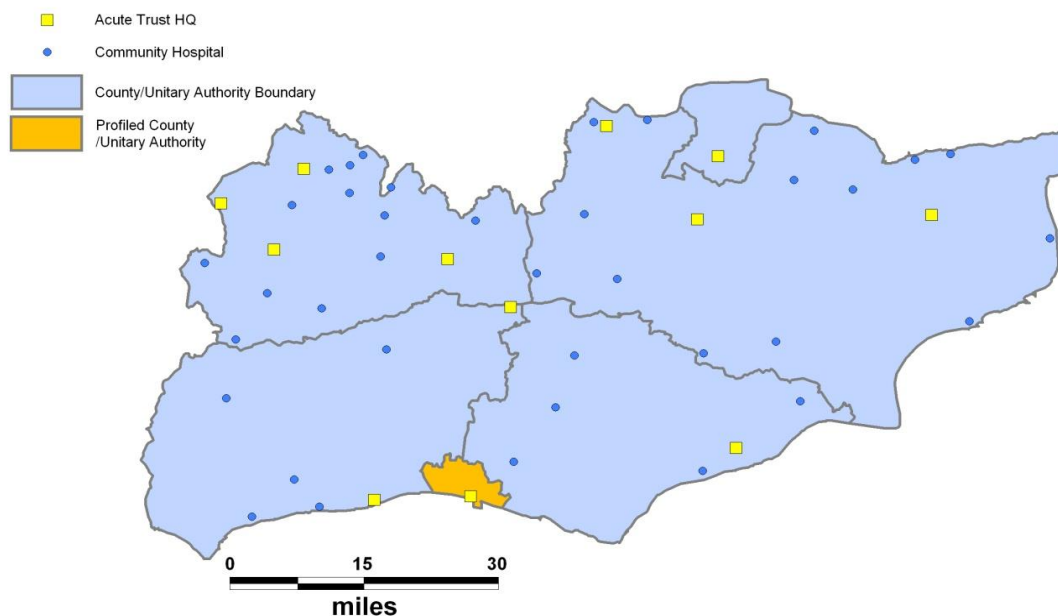 Acute Trust HQ
Community Hospital
County/Unitary Authority Boundary
Profiled County
/Unitary Authority
0 15 30
miles